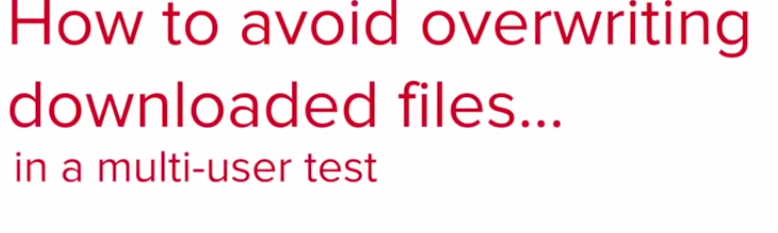 How to avoid overwriting
downloaded files...
in a multi-user test